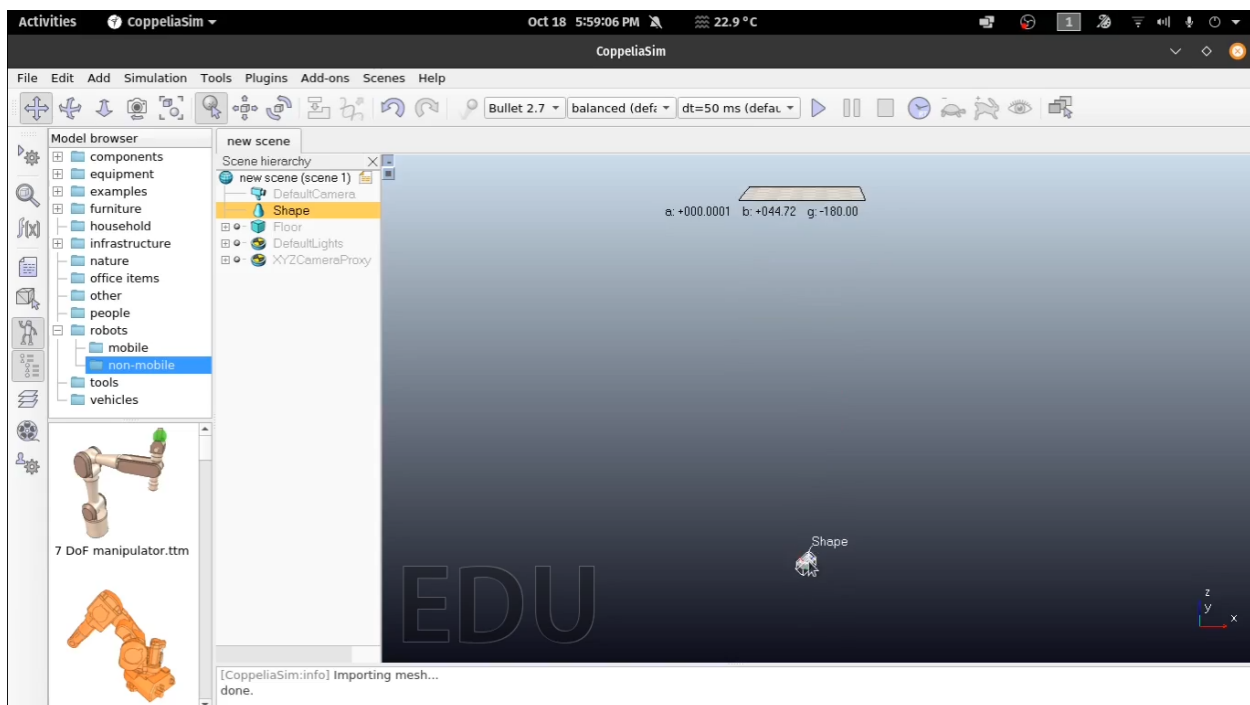 Activities CoppeliaSim Oct 18 5:59:06 PM 22.9 °C 1
CoppeliaSim
File Edit Add Simulation Tools Plugins Add-ons Scenes Help
Bullet 2.7 balanced (defa dt=50 ms (defau
Model browser
components
equipment
examples
furniture
household
infrastructure
nature
office items
other
people
robots
mobile
non-mobile
tools
vehicles
7 DoF manipulator.ttm
new scene
Scene hierarchy
new scene (scene 1)
DefaultCamera
Shape
Floor
DefaultLights
XYZCameraProxy
f(x)
a: +000.0001 b: +044.72 g: -180.00
Shape
EDU
z
y
x
[CoppeliaSim:info] Importing mesh...
done.